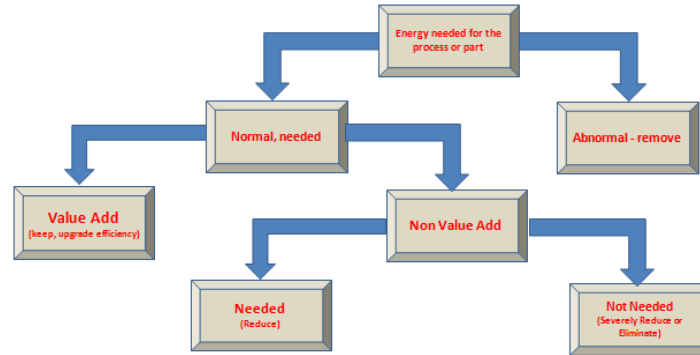 Energy needed for the
process or part
Normal, needed
Abnormal - remove
Value Add
(keep, upgrade efficiency)
Non Value Add
Needed
(Reduce)
Not Needed
(Severely Reduce or
Eliminate)